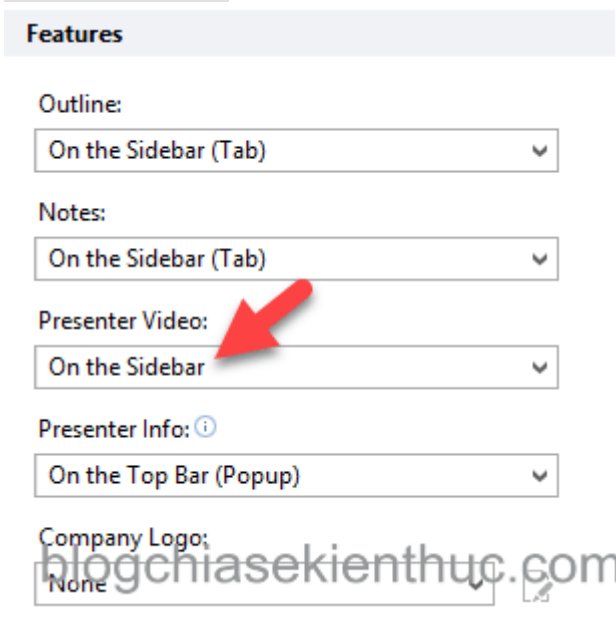 Features
Outline:
On the Sidebar (Tab)
Notes:
On the Sidebar (Tab)
Presenter Video:
On the Sidebar
Presenter Info:
On the Top Bar (Popup)
Company Logo:
blogchiasekienthuc.com
None